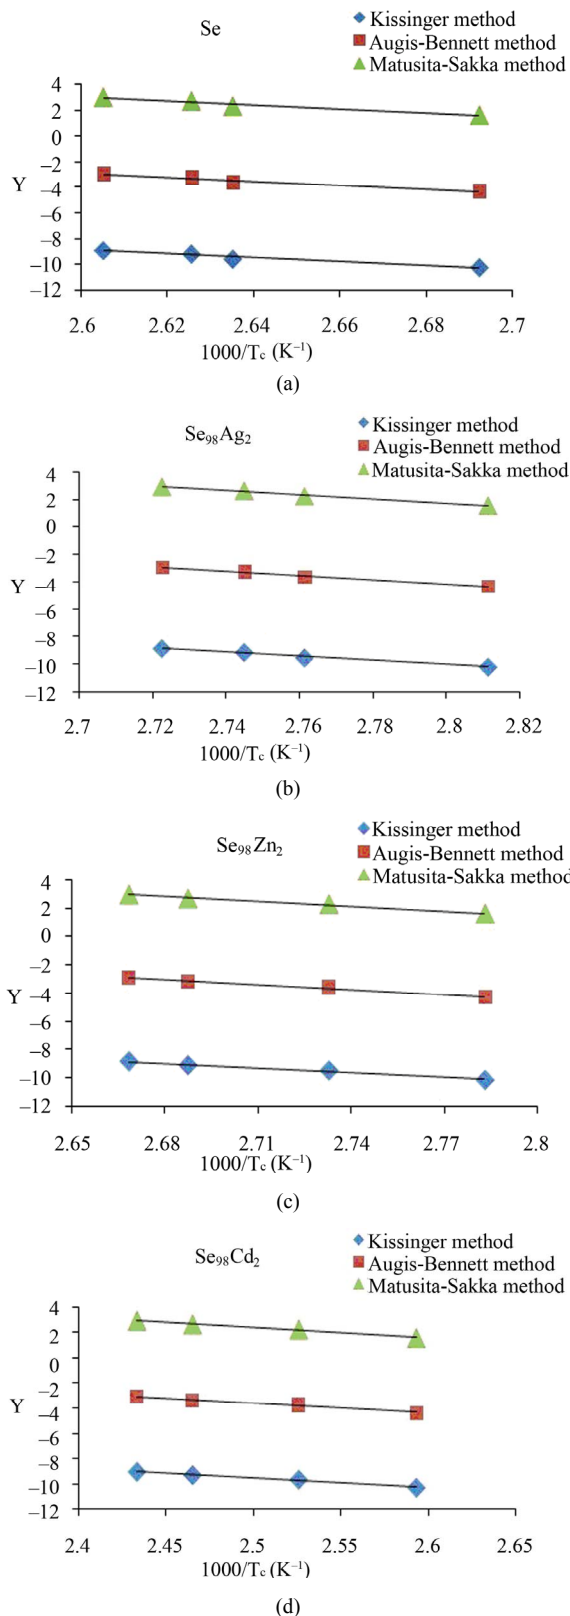 Se
Kissinger method
Augis-Bennett method
Matusita-Sakka method
4
2
0
–2
–4
–6
–8
–10
–12
Y
2.6 2.62 2.64 2.66 2.68 2.7
1000/Tc (K–1)
(a)
Se98Ag2
Kissinger method
Augis-Bennett method
Matusita-Sakka method
4
2
0
–2
–4
–6
–8
–10
–12
Y
2.7 2.72 2.74 2.76 2.78 2.8 2.82
1000/Tc (K–1)
(b)
Se98Zn2
Kissinger method
Augis-Bennett method
Matusita-Sakka method
4
2
0
–2
–4
–6
–8
–10
–12
Y
2.65 2.68 2.71 2.74 2.77 2.8
1000/Tc (K–1)
(c)
Se98Cd2
Kissinger method
Augis-Bennett method
Matusita-Sakka method
4
2
0
–2
–4
–6
–8
–10
–12
Y
2.4 2.45 2.5 2.55 2.6 2.65
1000/Tc (K–1)
(d)